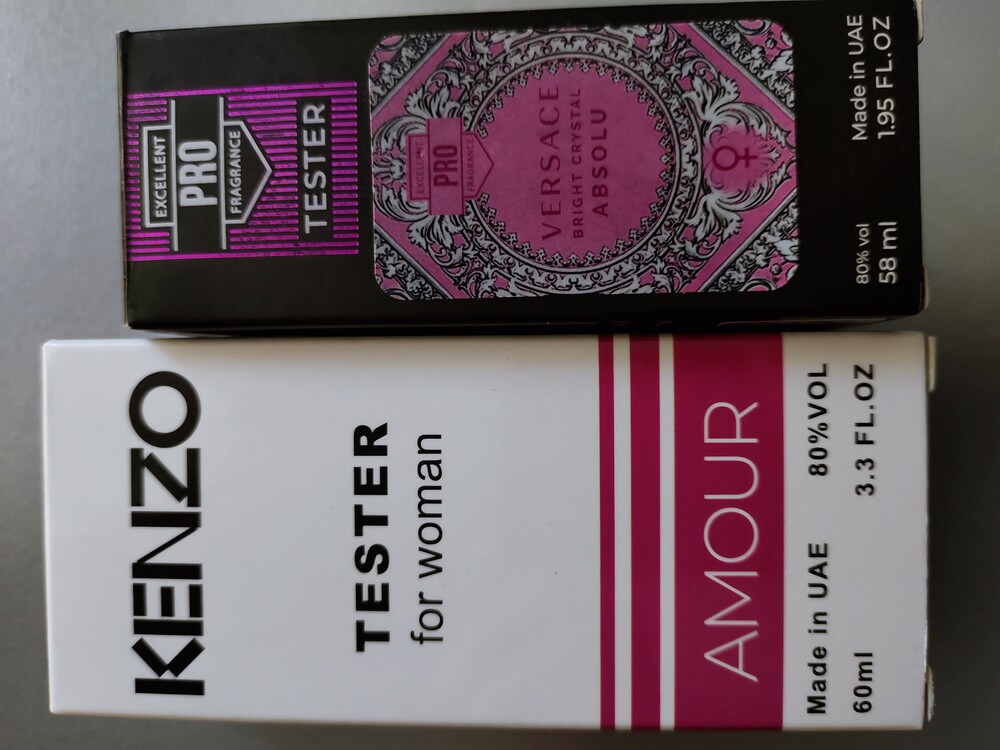 EXCELLENT
PRO
FRAGRANCE
TESTER
EXCELLENT
PRO
FRAGRANCE
VERSACE
BRIGHT CRYSTAL
ABSOLU
80% vol
Made in UAE
58 ml
1.95 FL.OZ
KENZO
TESTER
for woman
AMOUR
Made in UAE
80%VOL
60ml
3.3 FL.OZ